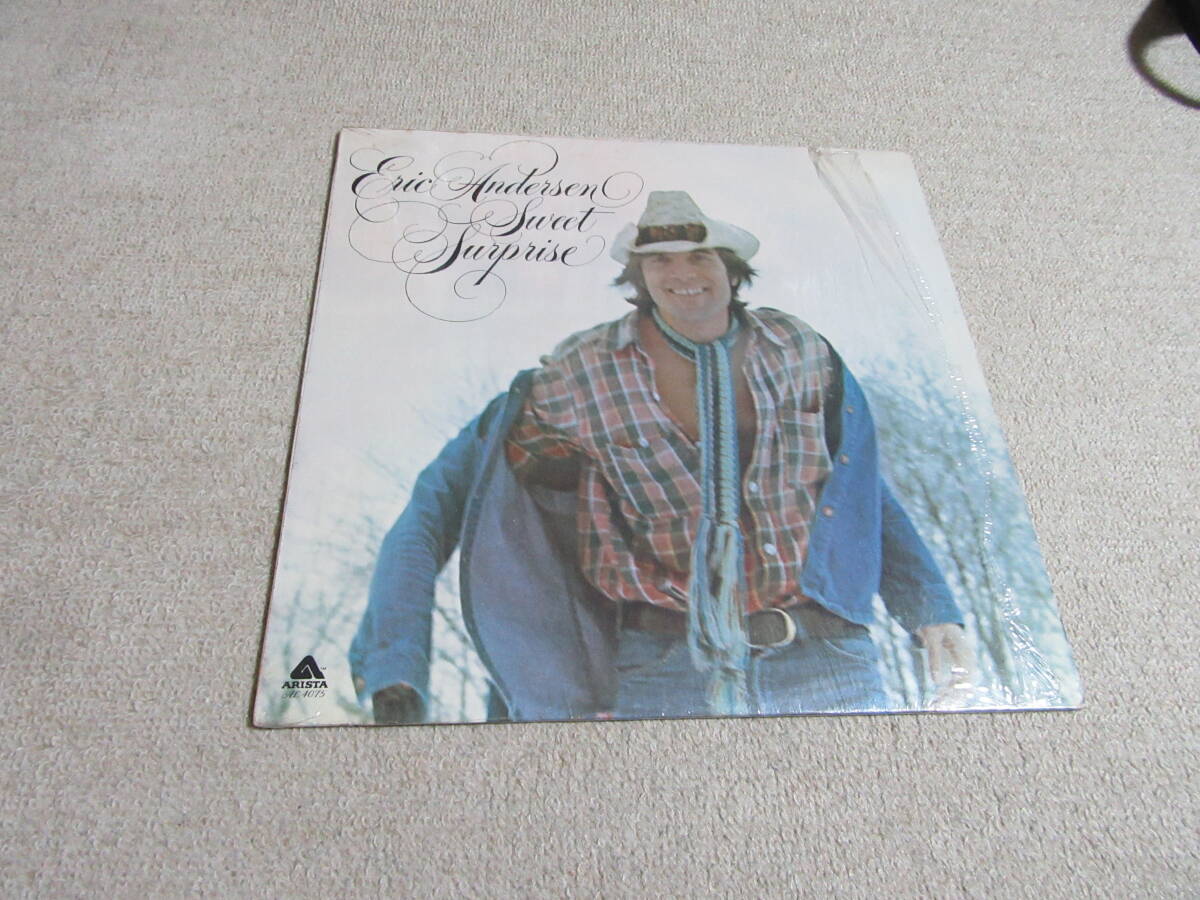 Eric Andersen
Sweet
Surprise
ARISTA
AL 4075